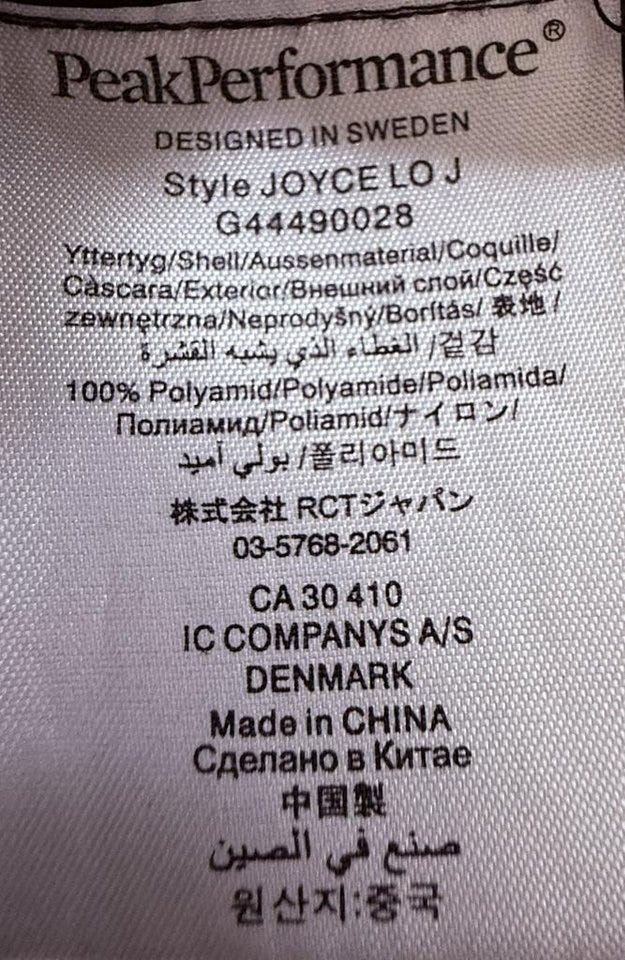 PeakPerformance®
DESIGNED IN SWEDEN
Style JOYCE LO J
G44490028
Yttertyg/Shell/Aussenmaterial/Coquille/
Càscara/Exterior/Внешний слой/Część
zewnętrzna/Neprodyšný/Borítás/ 表地 /
الغطاء الذي يشبه القشرة /겉감
100% Polyamid/Polyamide/Poliamida/
Полиамид/Poliamid/ナイロン/
بولي أميد /폴리아미드
株式会社 RCTジャパン
03-5768-2061
CA 30 410
IC COMPANYS A/S
DENMARK
Made in CHINA
Сделано в Китае
中国製
صنع في الصين
원산지:중국